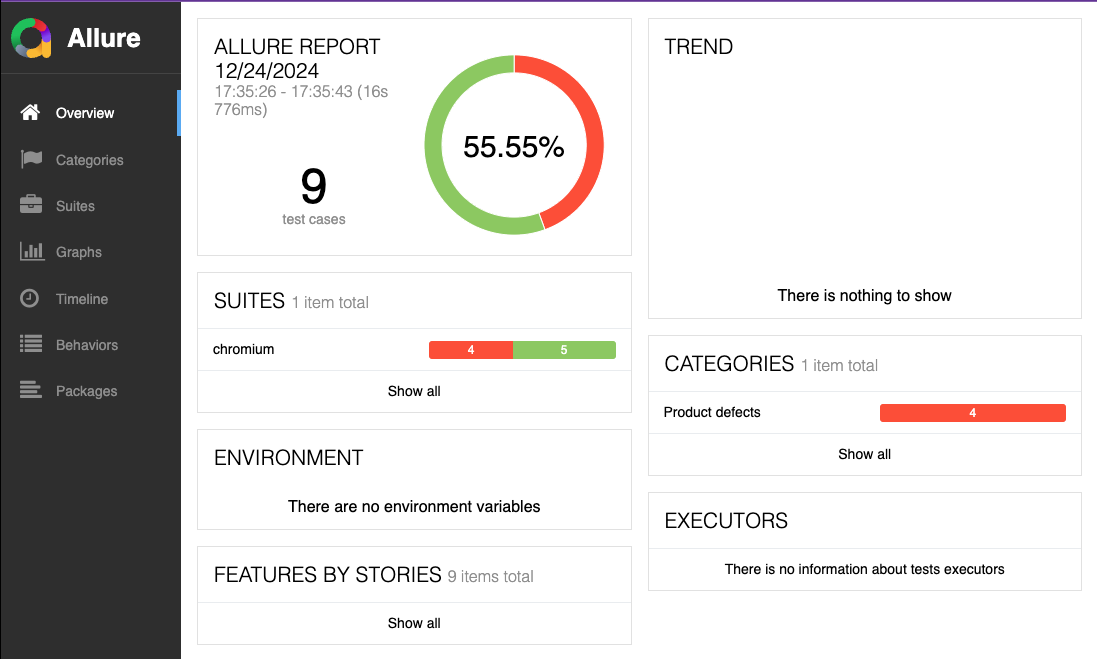 Allure
Overview
Categories
Suites
Graphs
Timeline
Behaviors
Packages
ALLURE REPORT
12/24/2024
17:35:26 - 17:35:43 (16s
776ms)
9
test cases
55.55%
SUITES 1 item total
chromium 4 5
Show all
ENVIRONMENT
There are no environment variables
FEATURES BY STORIES 9 items total
Show all
TREND
There is nothing to show
CATEGORIES 1 item total
Product defects 4
Show all
EXECUTORS
There is no information about tests executors